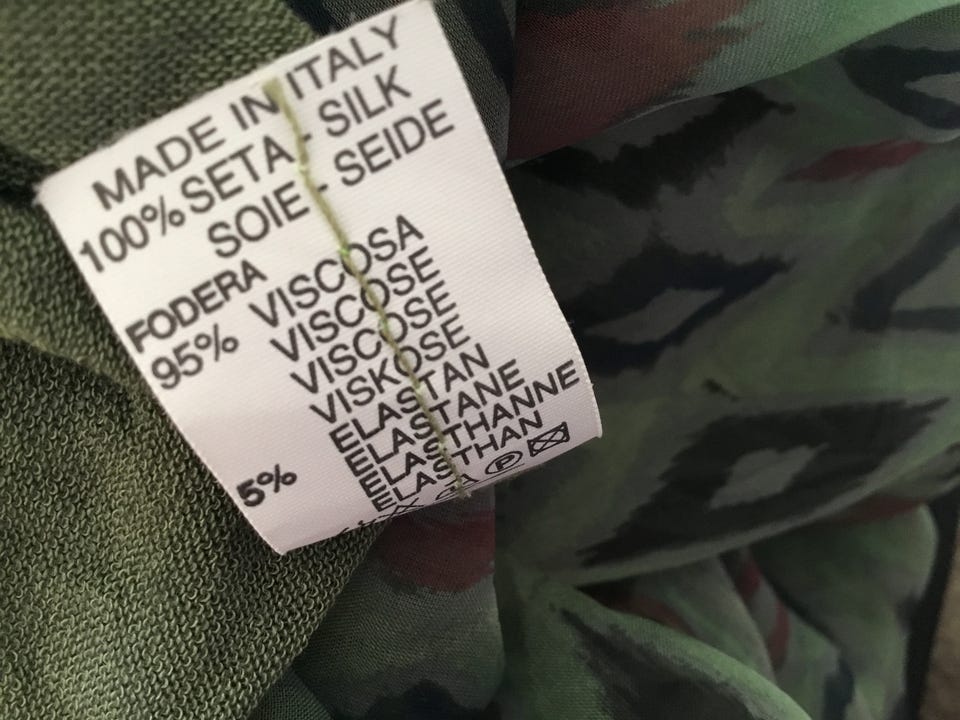 MADE IN ITALY
100% SETA - SILK
SOIE - SEIDE
FODERA
95% VISCOSA
VISCOSE
VISCOSE
VISKOSE
5% ELASTAN
ELASTANE
ELASTHANNE
ELASTHAN
P